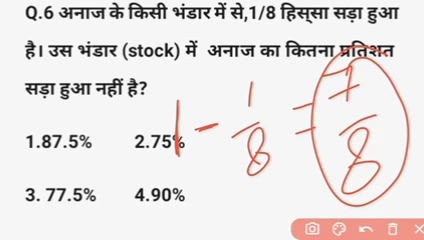 Q.6 अनाज के किसी भंडार में से,1/8 हिस्सा सड़ा हुआ
है। उस भंडार (stock) में अनाज का कितना प्रतिशत
सड़ा हुआ नहीं है?
1 - 1/8 = 7/8
1.87.5% 2.75%
3. 77.5% 4.90%